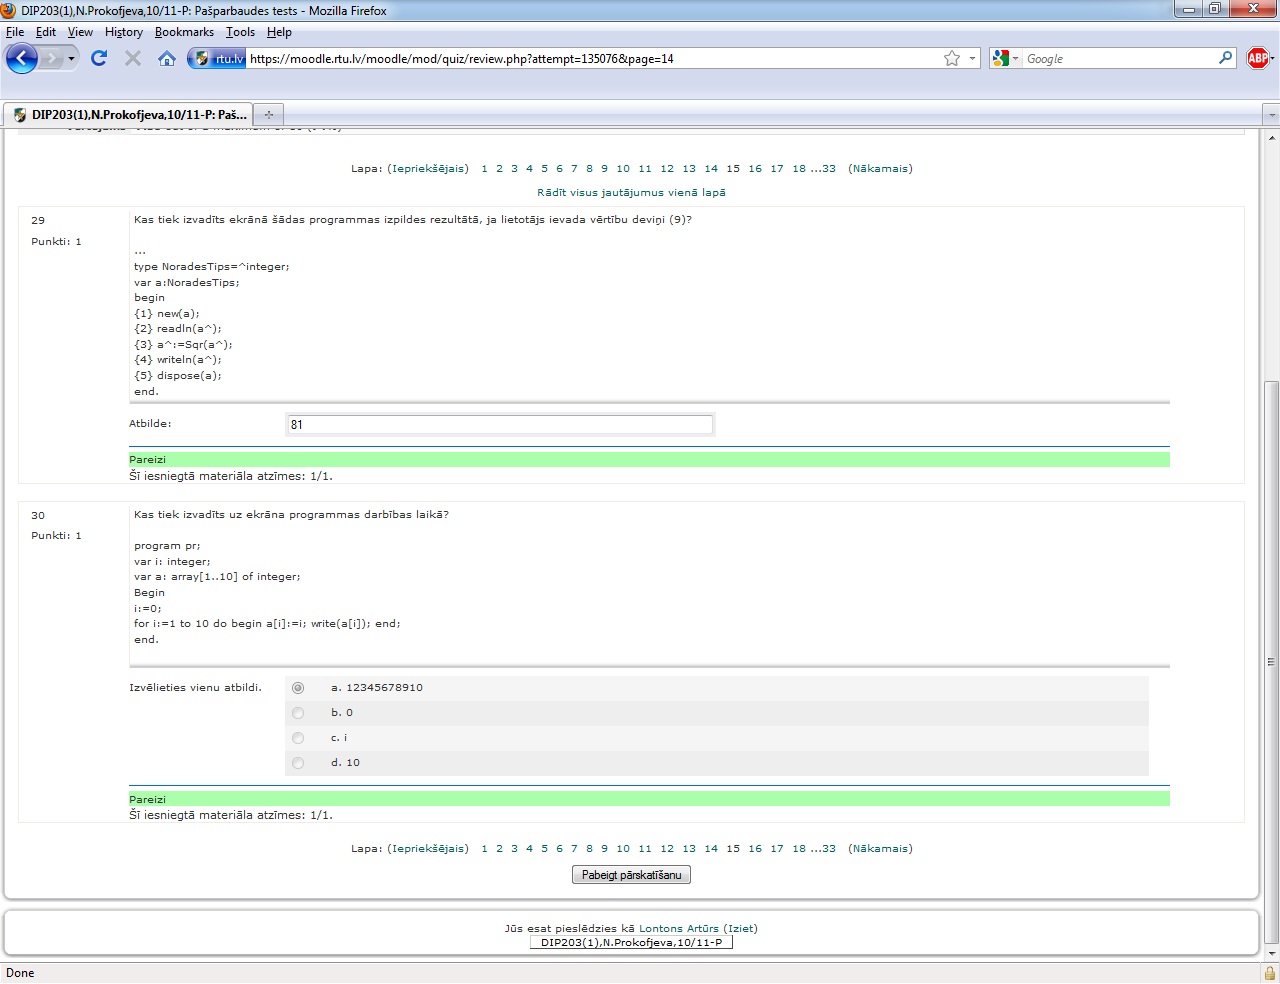 DIP203(1),N.Prokofjeva,10/11-P: Pašparbaudes tests - Mozilla Firefox
File Edit View History Bookmarks Tools Help
rtu.lv https://moodle.rtu.lv/moodle/mod/quiz/review.php?attempt=135076&page=14
Google
ABP
DIP203(1),N.Prokofjeva,10/11-P: Paš...
Lapa: (Iepriekšējais) 1 2 3 4 5 6 7 8 9 10 11 12 13 14 15 16 17 18 ...33 (Nākamais)
Rādīt visus jautājumus vienā lapā
29
Punkti: 1
Kas tiek izvadīts ekrānā šādas programmas izpildes rezultātā, ja lietotājs ievada vērtību deviņi (9)?
...
type NoradesTips=^integer;
var a:NoradesTips;
begin
{1} new(a);
{2} readln(a^);
{3} a^:=Sqr(a^);
{4} writeln(a^);
{5} dispose(a);
end.
Atbilde:
81
Pareizi
Šī iesniegtā materiāla atzīmes: 1/1.
30
Punkti: 1
Kas tiek izvadīts uz ekrāna programmas darbības laikā?
program pr;
var i: integer;
var a: array[1..10] of integer;
Begin
i:=0;
for i:=1 to 10 do begin a[i]:=i; write(a[i]); end;
end.
Izvēlieties vienu atbildi.
a. 12345678910
b. 0
c. i
d. 10
Pareizi
Šī iesniegtā materiāla atzīmes: 1/1.
Lapa: (Iepriekšējais) 1 2 3 4 5 6 7 8 9 10 11 12 13 14 15 16 17 18 ...33 (Nākamais)
Pabeigt pārskatīšanu
Jūs esat pieslēdzies kā Lontons Artūrs (Iziet)
DIP203(1),N.Prokofjeva,10/11-P
Done